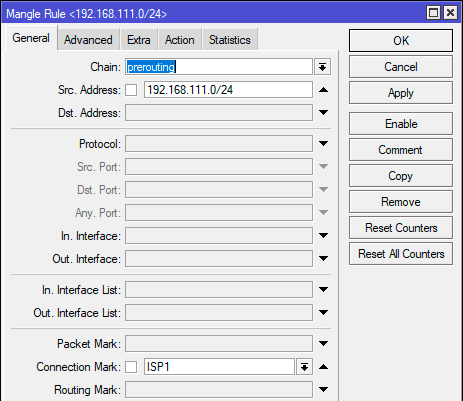 Mangle Rule <192.168.111.0/24>
General Advanced Extra Action Statistics
Chain: prerouting
Src. Address: 192.168.111.0/24
Dst. Address:
Protocol:
Src. Port:
Dst. Port:
Any. Port:
In. Interface:
Out. Interface:
In. Interface List:
Out. Interface List:
Packet Mark:
Connection Mark: ISP1
Routing Mark:
OK
Cancel
Apply
Enable
Comment
Copy
Remove
Reset Counters
Reset All Counters